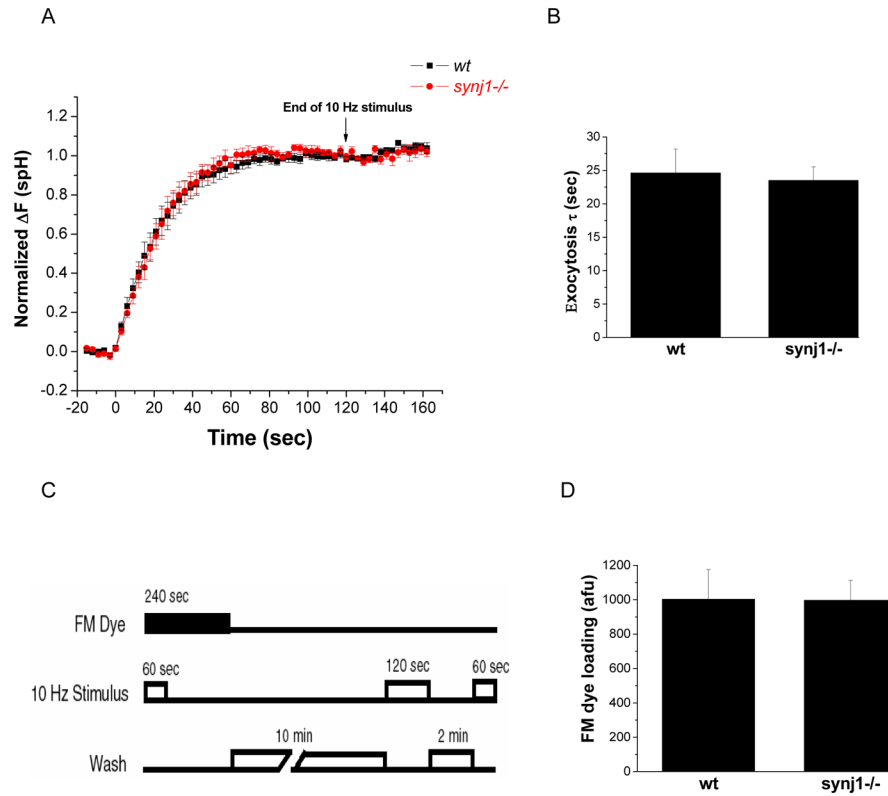 A
wt
synj1-/-
End of 10 Hz stimulus
Normalized ΔF (spH)
1.2
1.0
0.8
0.6
0.4
0.2
0.0
-0.2
-20 0 20 40 60 80 100 120 140 160
Time (sec)
B
Exocytosis τ (sec)
30
25
20
15
10
5
0
wt synj1-/-
C
240 sec
FM Dye
60 sec 120 sec 60 sec
10 Hz Stimulus
10 min 2 min
Wash
D
FM dye loading (afu)
1200
1000
800
600
400
200
0
wt synj1-/-